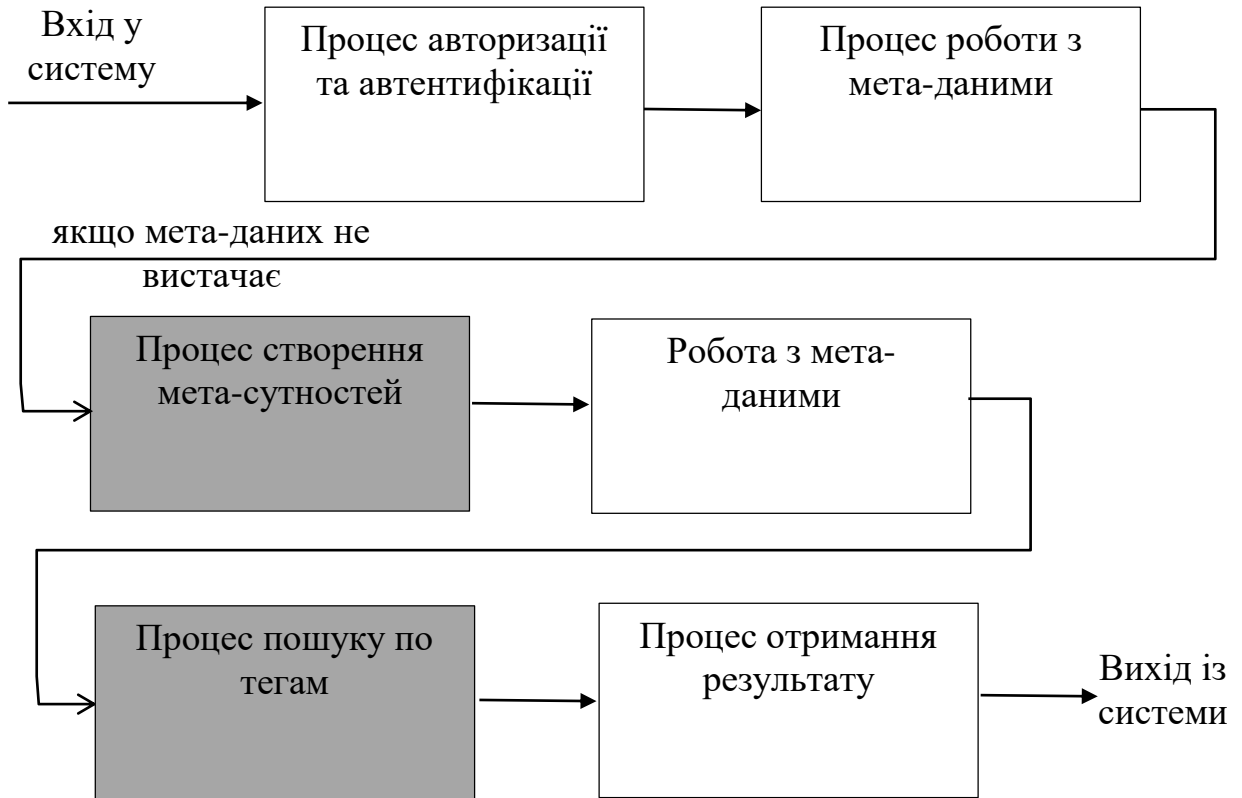 Вхід у
систему
Процес авторизації
та автентифікації
Процес роботи з
мета-даними
якщо мета-даних не
вистачає
Процес створення
мета-сутностей
Робота з мета-
даними
Процес пошуку по
тегам
Процес отримання
результату
Вихід із
системи